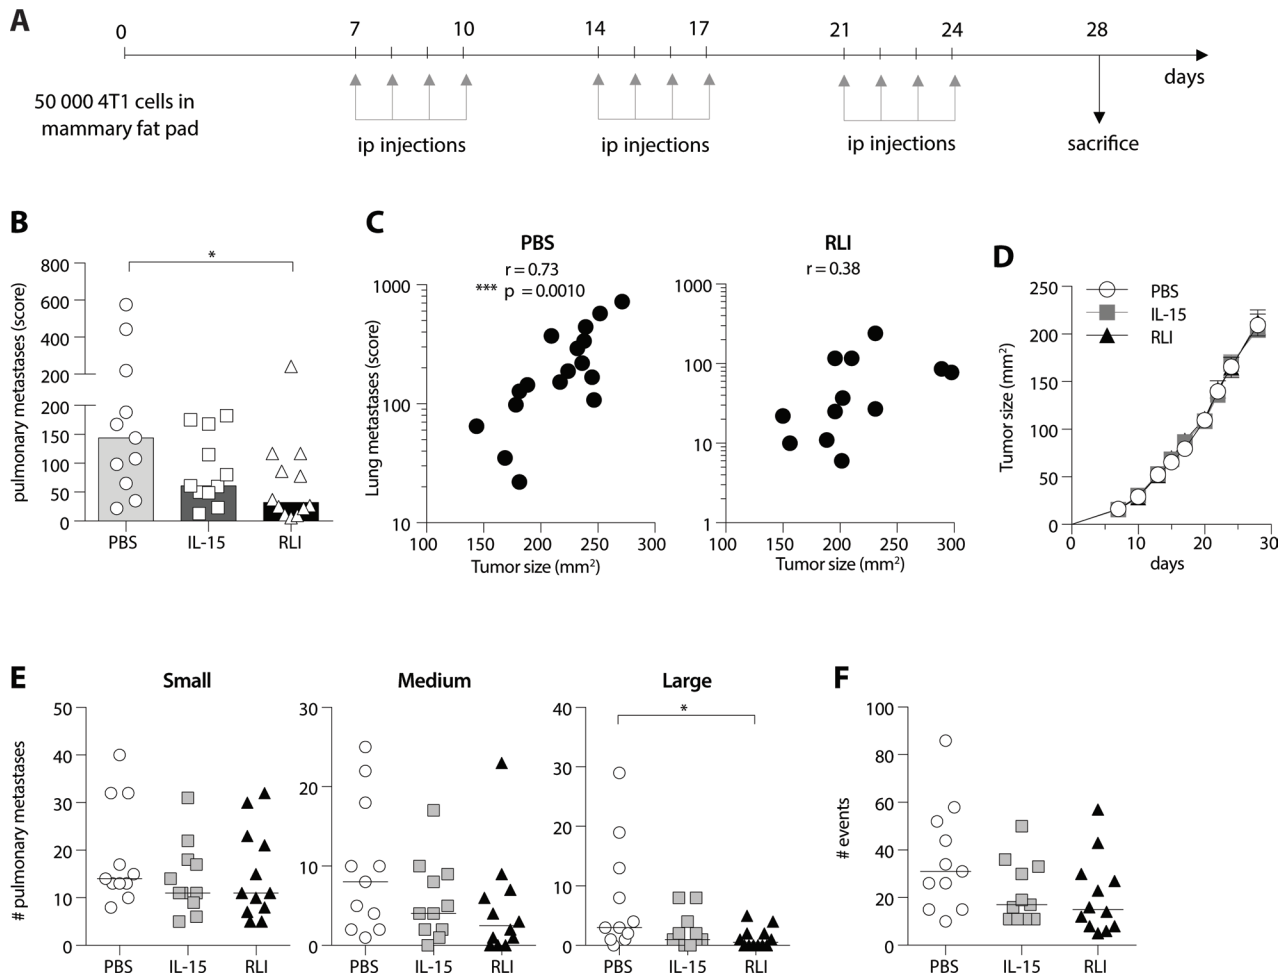 A
0
7
10
14
17
21
24
28
days
50 000 4T1 cells in
mammary fat pad
ip injections
ip injections
ip injections
sacrifice
B
*
pulmonary metastases (score)
800
600
400
200
200
150
100
50
0
PBS
IL-15
RLI
C
PBS
r = 0.73
*** p = 0.0010
Lung metastases (score)
1000
100
10
100
150
200
250
300
Tumor size (mm²)
RLI
r = 0.38
1000
100
10
1
100
150
200
250
300
Tumor size (mm²)
D
PBS
IL-15
RLI
Tumor size (mm²)
250
200
150
100
50
0
0
10
20
30
days
E
Small
# pulmonary metastases
50
40
30
20
10
0
PBS
IL-15
RLI
Medium
30
20
10
0
PBS
IL-15
RLI
Large
*
40
30
20
10
0
PBS
IL-15
RLI
F
# events
100
80
60
40
20
0
PBS
IL-15
RLI